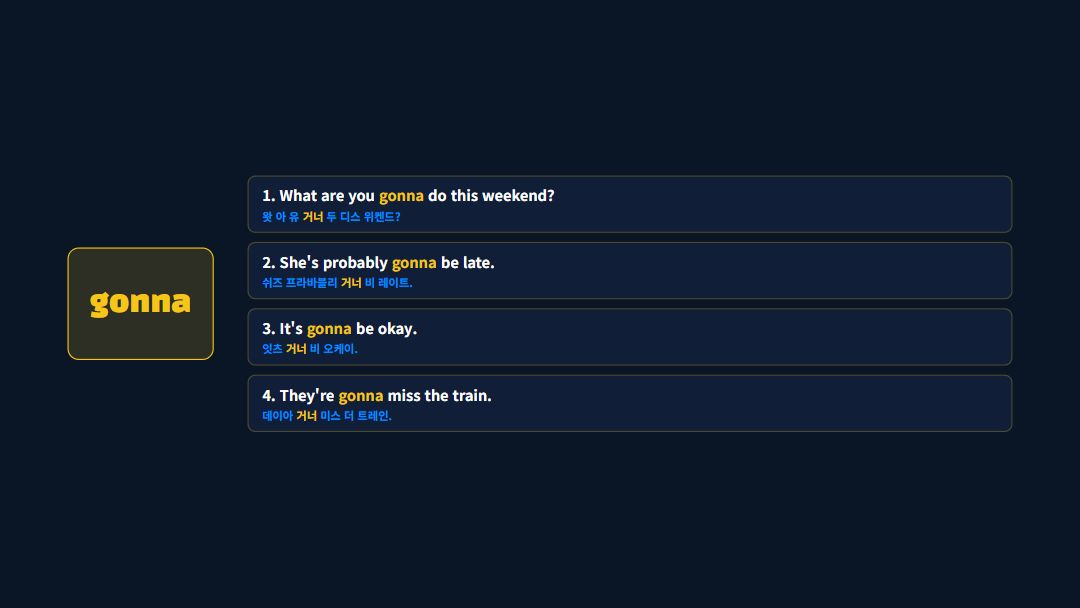 gonna
1. What are you gonna do this weekend?
왓 아 유 거너 두 디스 위켄드?
2. She's probably gonna be late.
쉬즈 프라바블리 거너 비 레이트.
3. It's gonna be okay.
잇츠 거너 비 오케이.
4. They're gonna miss the train.
데이아 거너 미스 더 트레인.